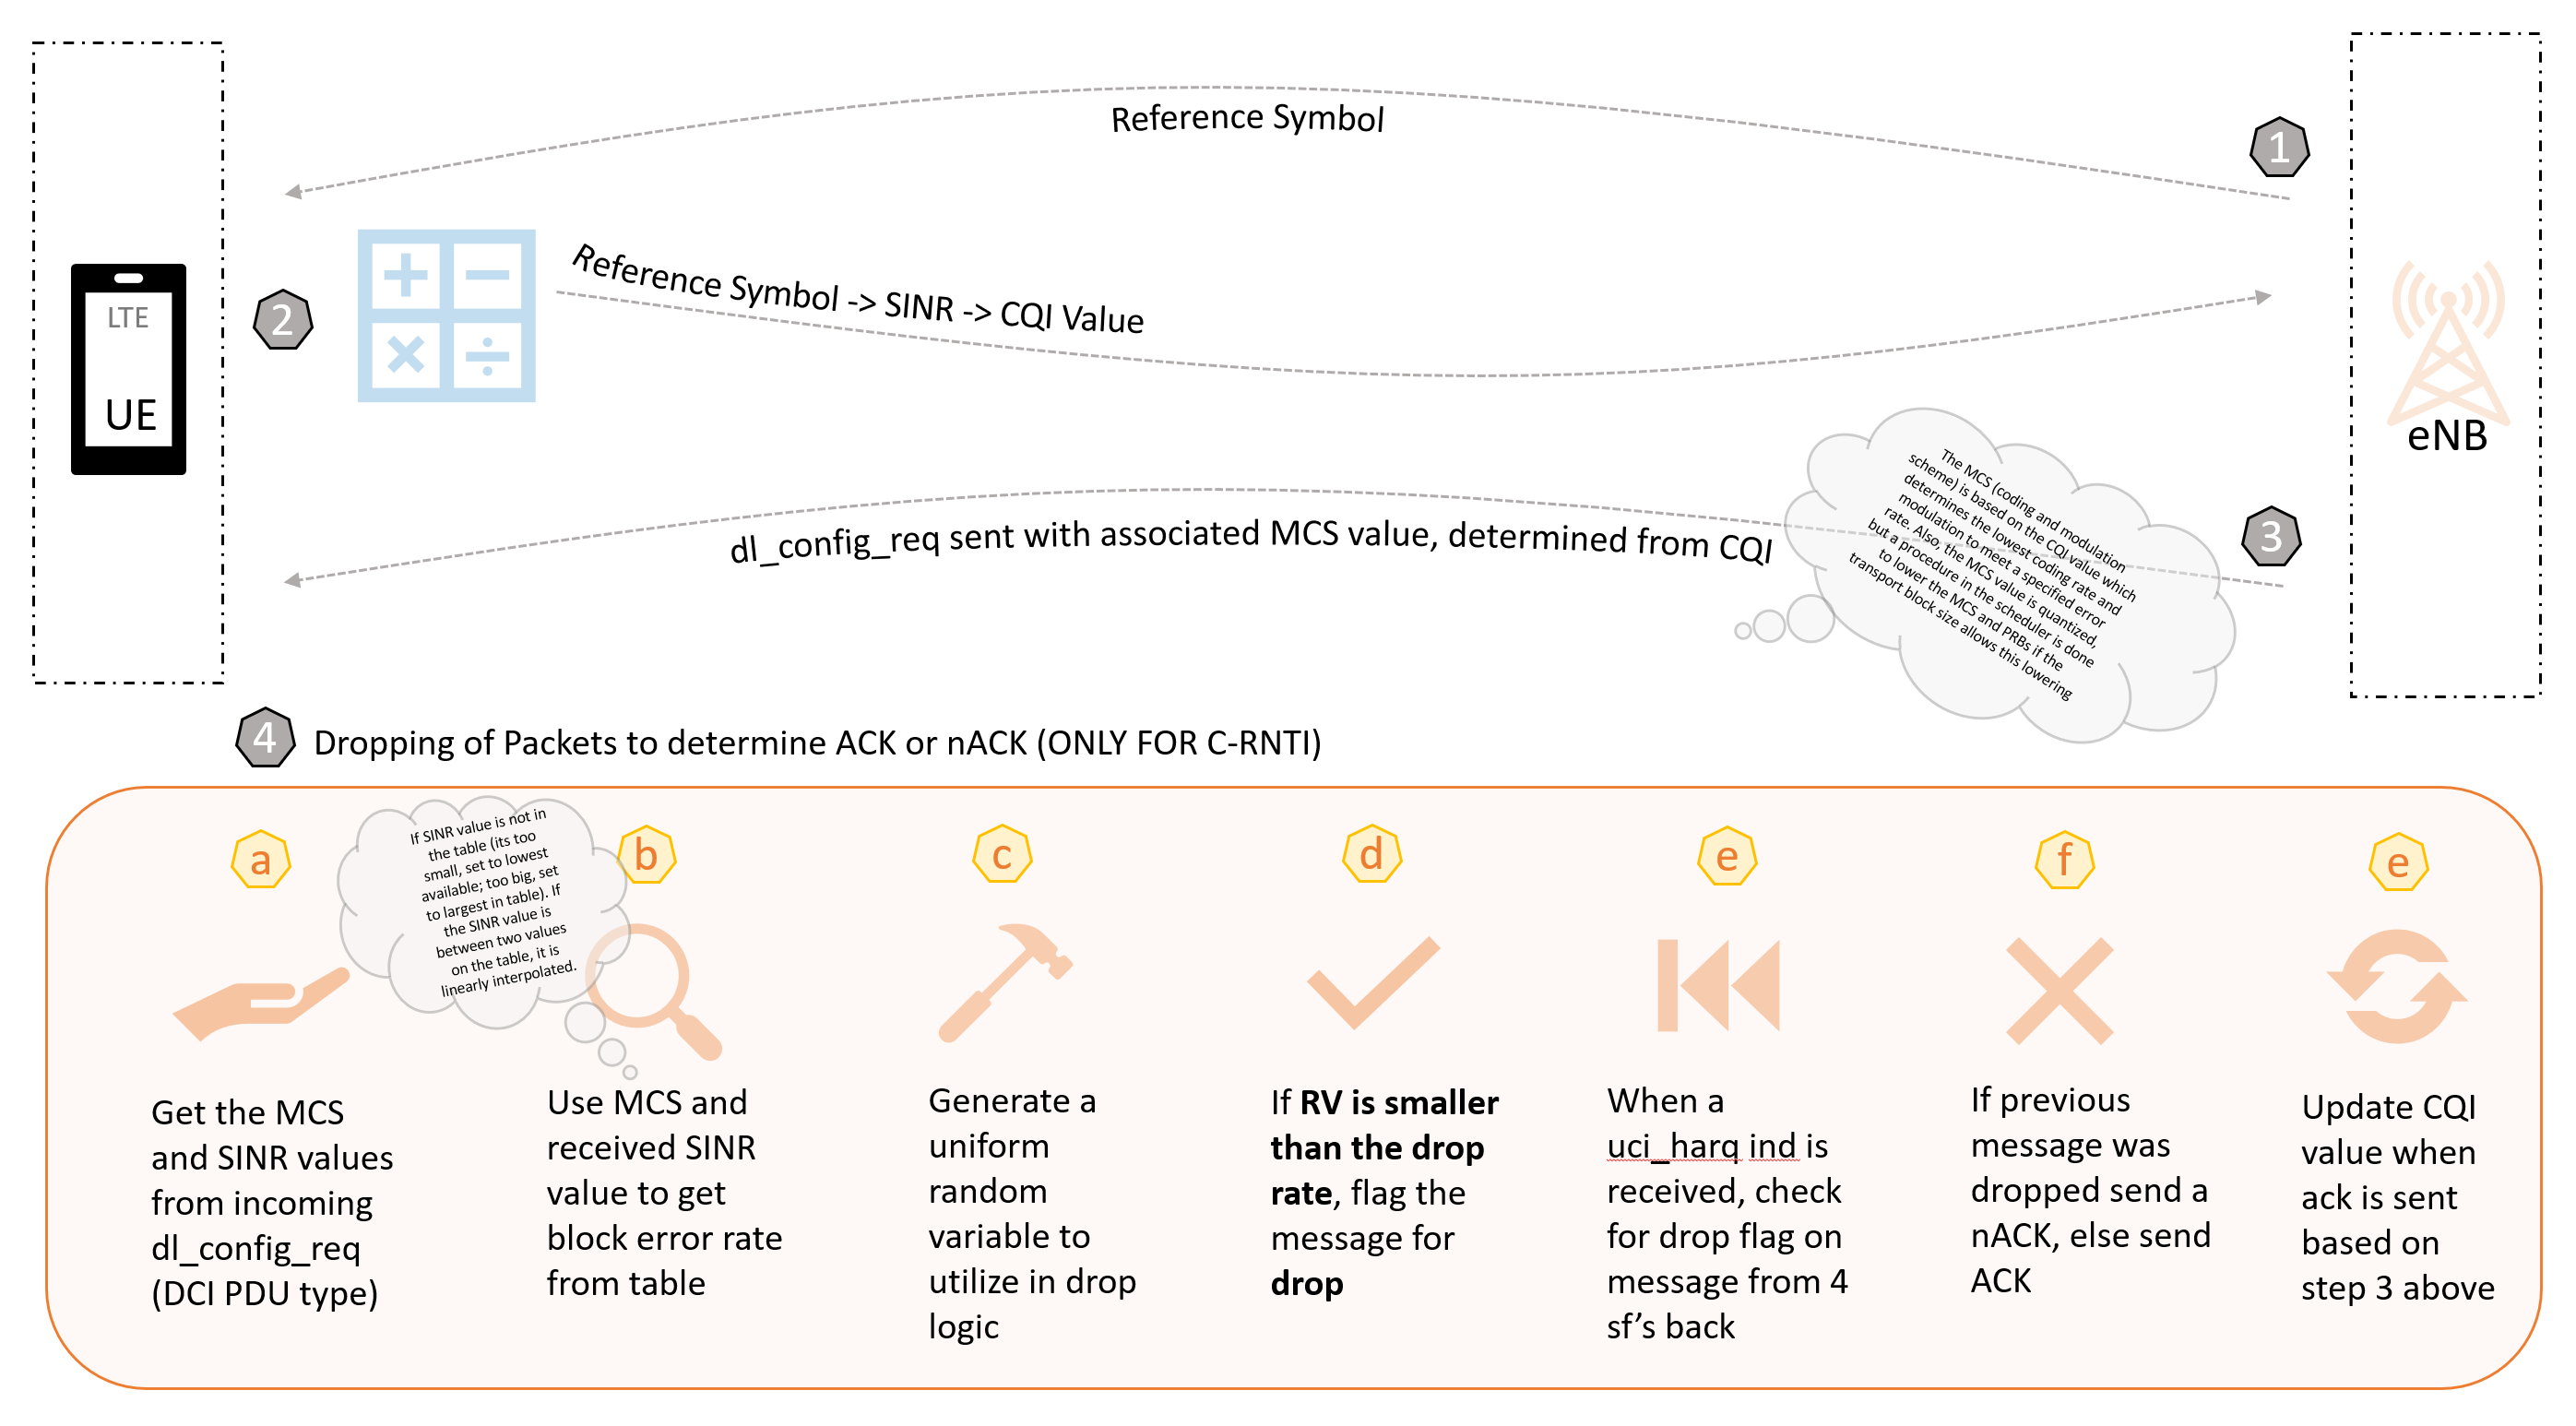 Reference Symbol
1
LTE
UE
2
Reference Symbol -> SINR -> CQI Value
eNB
dl_config_req sent with associated MCS value, determined from CQI
The MCS (coding and modulation
scheme) is based on the CQI value which
determines the lowest coding rate and
modulation to meet a specified error
rate. Also, the MCS value is quantized,
but a procedure in the scheduler is done
to lower the MCS and PRBs if the
transport block size allows this lowering
3
4
Dropping of Packets to determine ACK or nACK (ONLY FOR C-RNTI)
a
If SINR value is not in
the table (its too
small, set to lowest
available; too big, set
to largest in table). If
the SINR value is
between two values
on the table, it is
linearly interpolated.
Get the MCS
and SINR values
from incoming
dl_config_req
(DCI PDU type)
b
Use MCS and
received SINR
value to get
block error rate
from table
c
Generate a
uniform
random
variable to
utilize in drop
logic
d
If RV is smaller
than the drop
rate, flag the
message for
drop
e
When a
uci_harq ind is
received, check
for drop flag on
message from 4
sf’s back
f
If previous
message was
dropped send a
nACK, else send
ACK
e
Update CQI
value when
ack is sent
based on
step 3 above